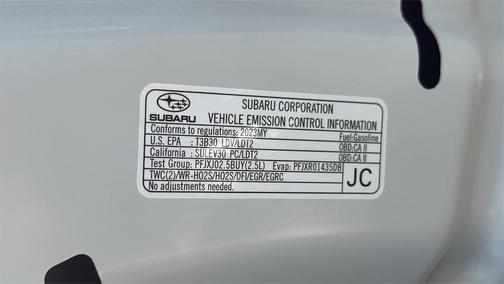 SUBARU CORPORATION
SUBARU VEHICLE EMISSION CONTROL INFORMATION
Conforms to regulations: 2023MY Fuel-Gasoline
U.S. EPA : T3B30 LDV/LDT2 OBD-CA II
California : SULEV30 PC/LDT2 OBD-CA II
Test Group: PFJXJ02.5BUY(2.5L) Evap: PFJXR01435DB
TWC(2)/WR-HO2S/HO2S/DFI/EGR/EGRC JC
No adjustments needed.